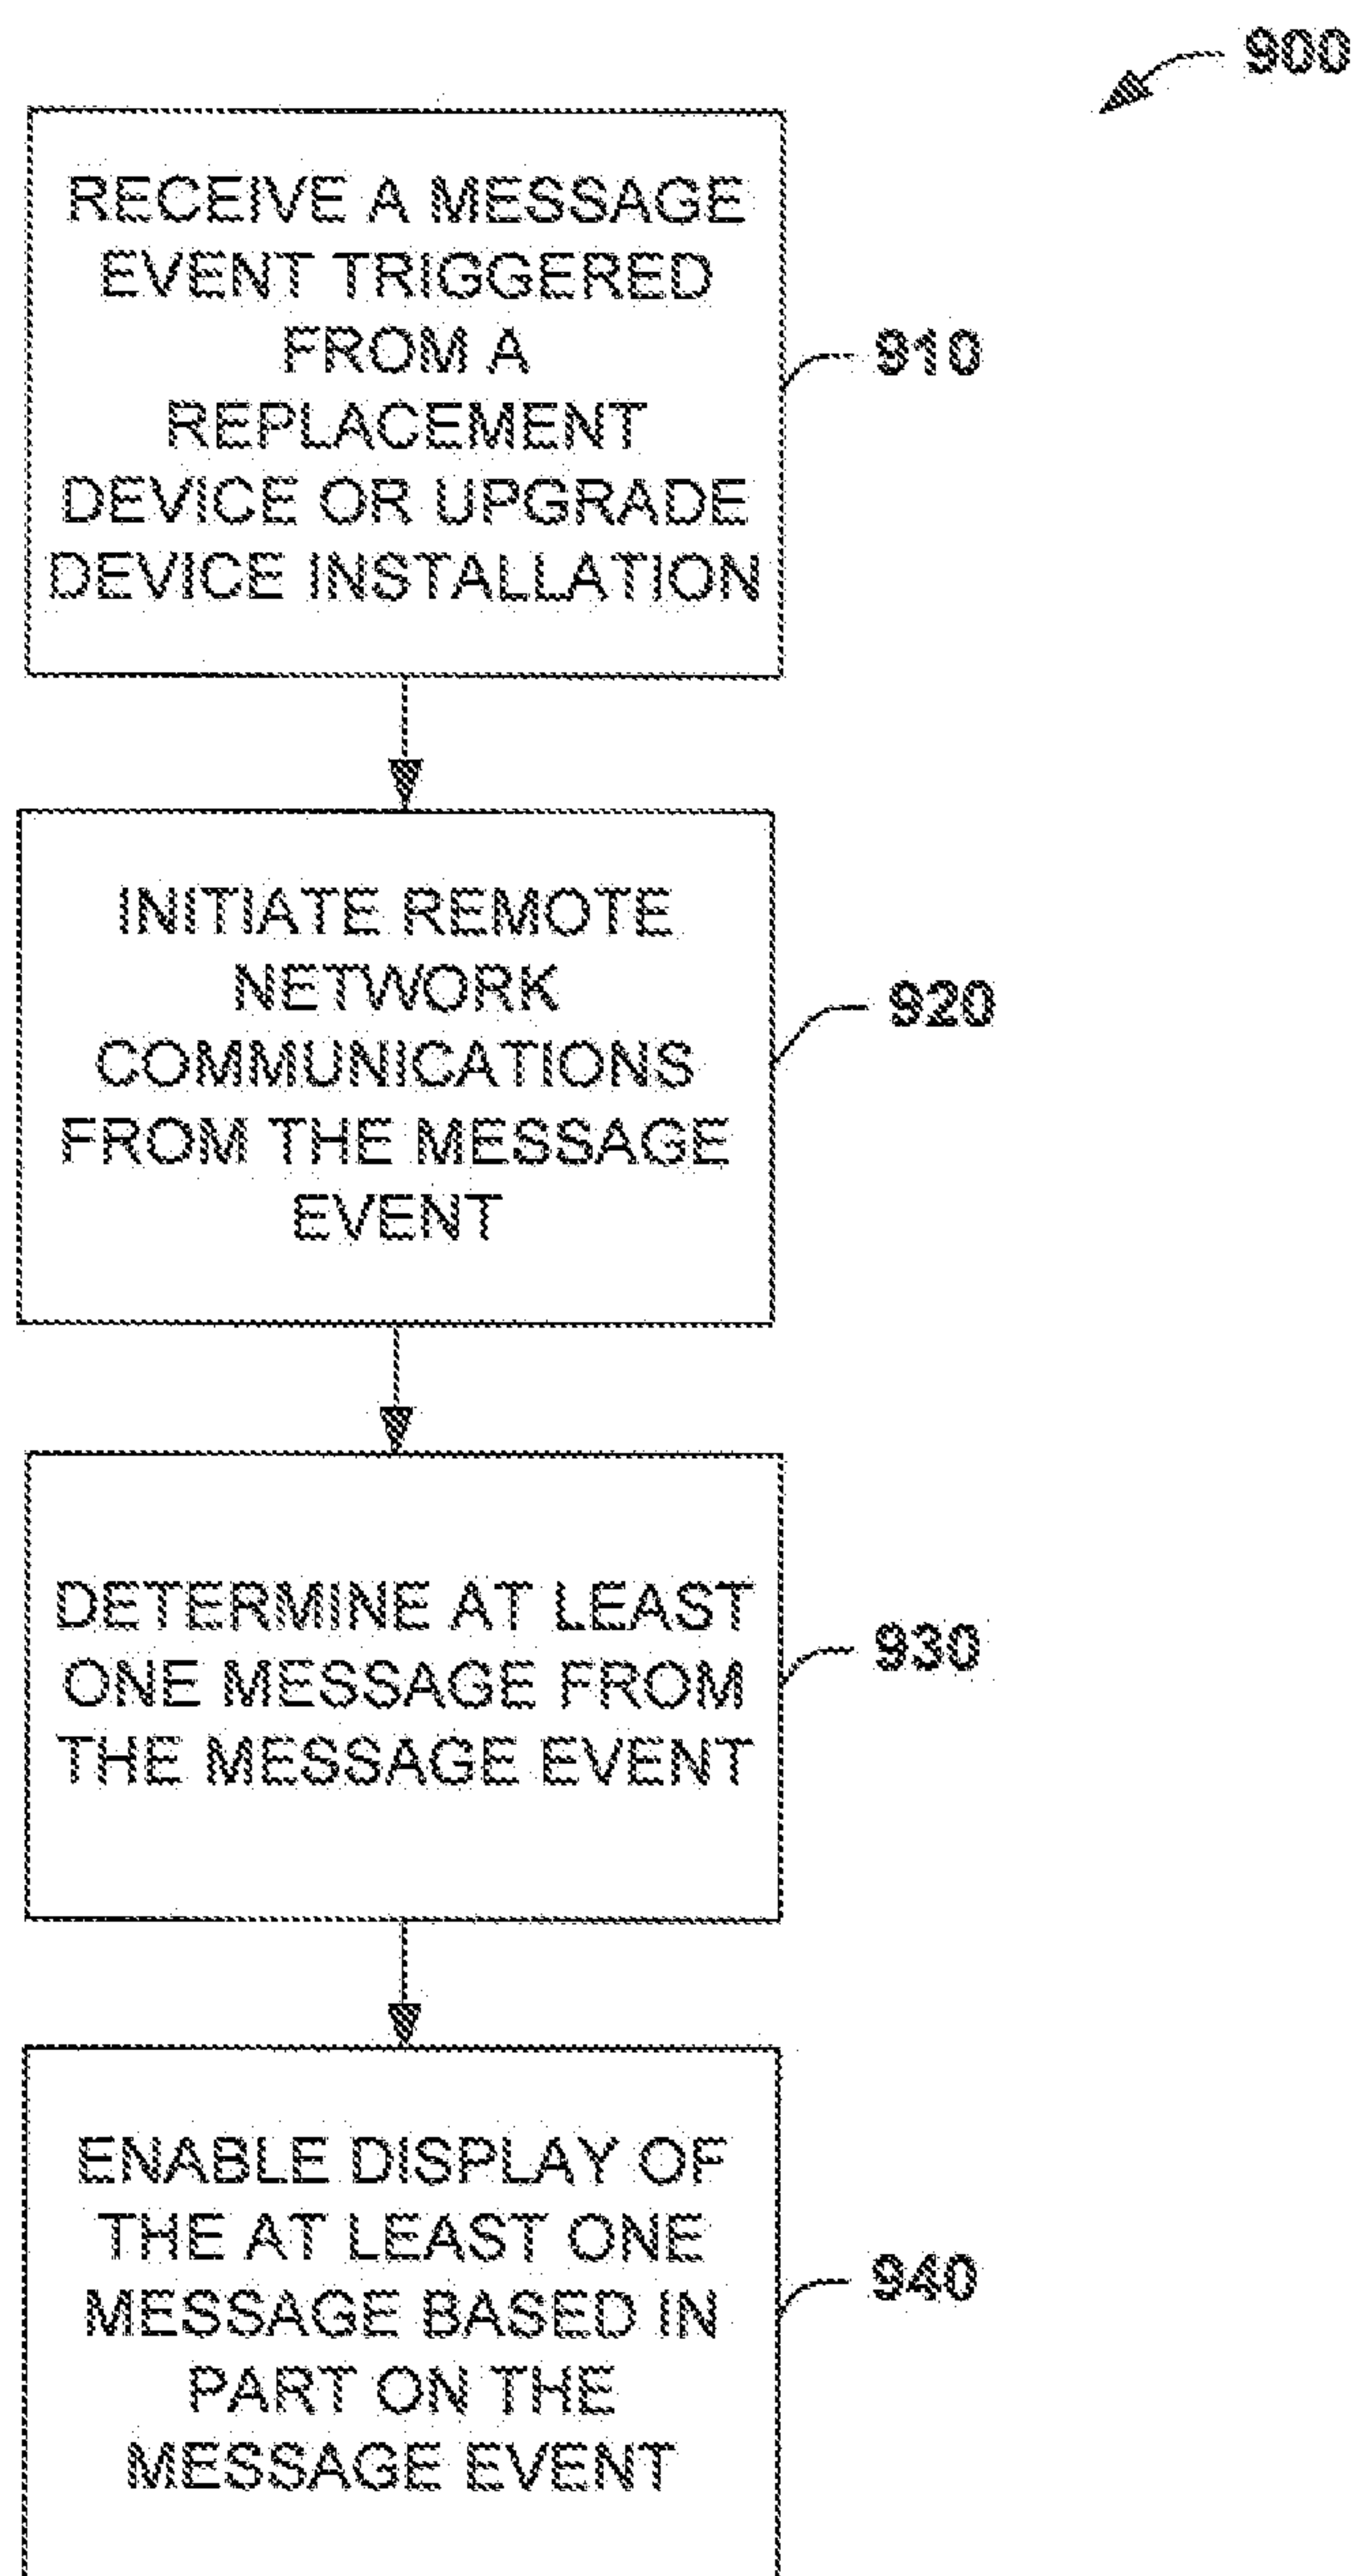 900
RECEIVE A MESSAGE
EVENT TRIGGERED
FROM A
REPLACEMENT
DEVICE OR UPGRADE
DEVICE INSTALLATION
910
INITIATE REMOTE
NETWORK
COMMUNICATIONS
FROM THE MESSAGE
EVENT
920
DETERMINE AT LEAST
ONE MESSAGE FROM
THE MESSAGE EVENT
930
ENABLE DISPLAY OF
THE AT LEAST ONE
MESSAGE BASED IN
PART ON THE
MESSAGE EVENT
940